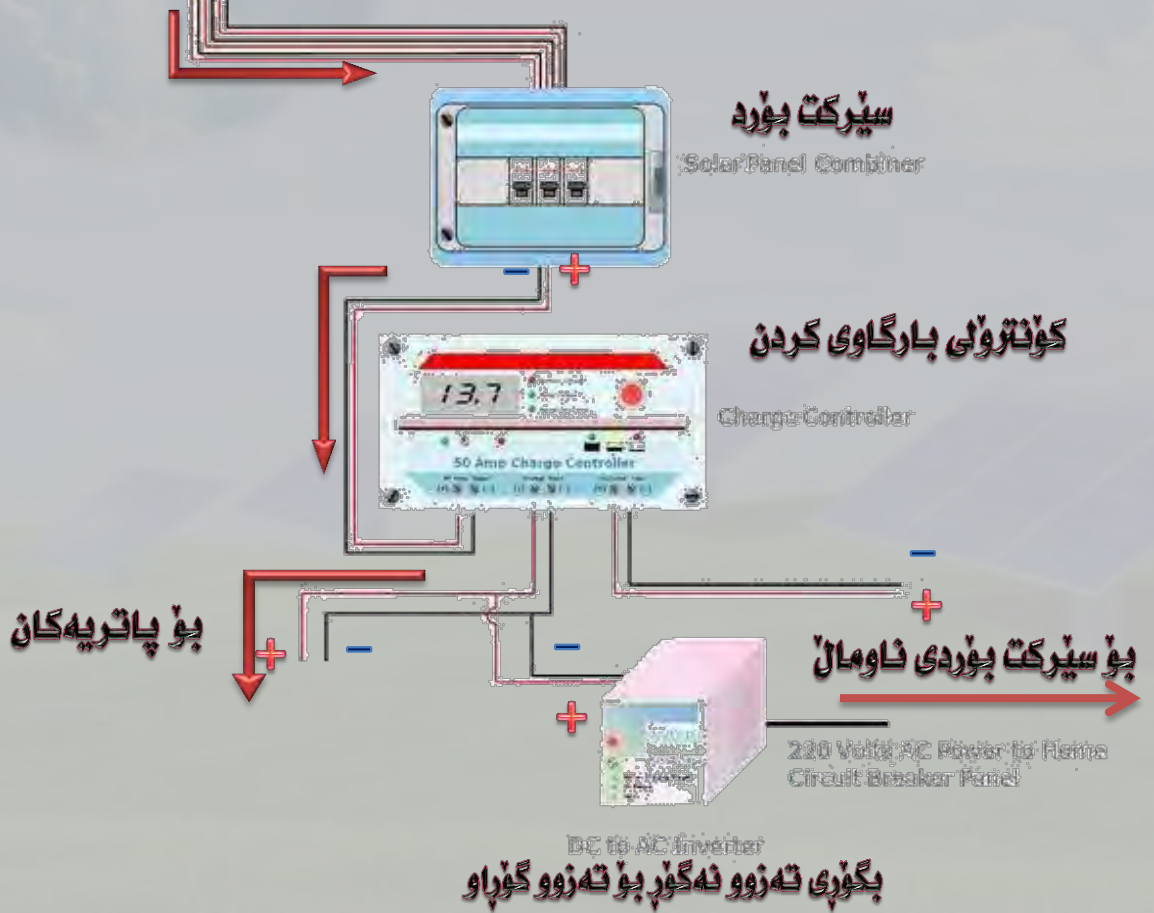 سێرکت بۆرد
Solar Panel Combiner
کۆنترۆڵی بارگاوی کردن
13.7
Charge Controller
50 Amp Charge Controller
بۆ پاتریەکان
بۆ سێرکت بۆردی ناوماڵ
220 Volts AC Power to Home
Circuit Breaker Panel
DC to AC Inverter
بگۆڕی تەزوو نەگۆڕ بۆ تەزوو گۆڕاو